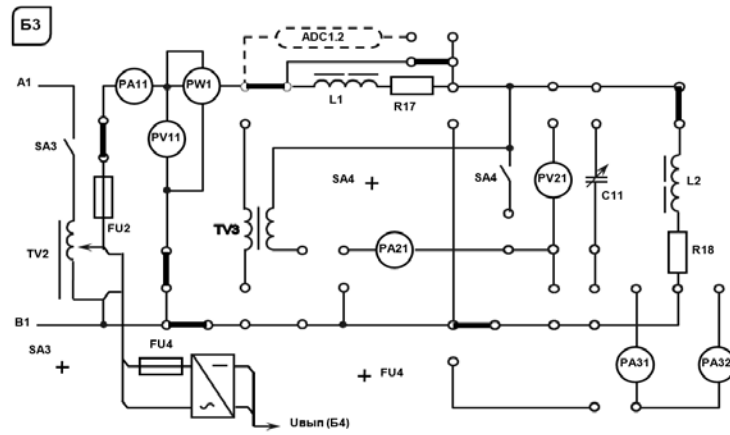 Б3
ADC1.2
A1
PA11
PW1
L1
R17
SA3
PV11
SA4
SA4
PV21
C11
L2
FU2
TV3
TV2
PA21
R18
B1
SA3
FU4
FU4
PA31
PA32
Uвып (Б4)